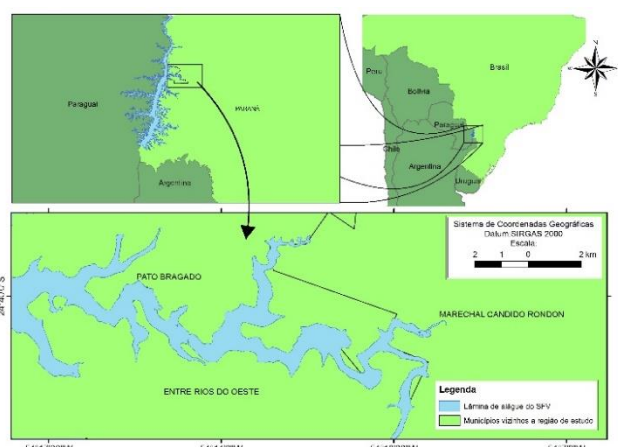 Paraguai
PARANÁ
Argentina
Peru
Bolívia
Brasil
Paraguai
Chile
Argentina
Uruguai
Sistema de Coordenadas Geográficas
Datum SIRGAS 2000
Escala:
2 1 0 2 km
PATO BRAGADO
MARECHAL CANDIDO RONDON
ENTRE RIOS DO OESTE
Legenda
Lâmina de alágue do SFV
Municípios vizinhos a região de estudo